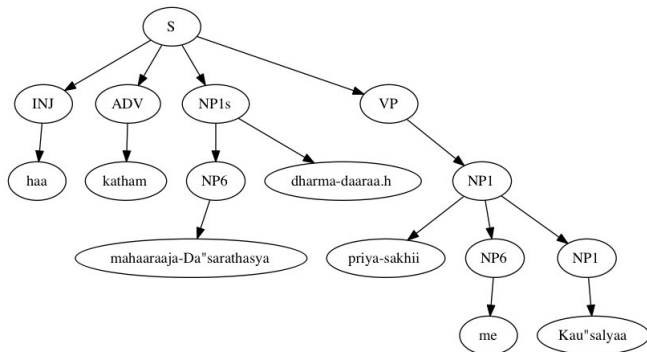 S
INJ ADV NP1s VP
haa katham NP6 dharma-daaraa.h NP1
mahaaraaja-Da"sarathasya priya-sakhii NP6 NP1
me Kau"salyaa